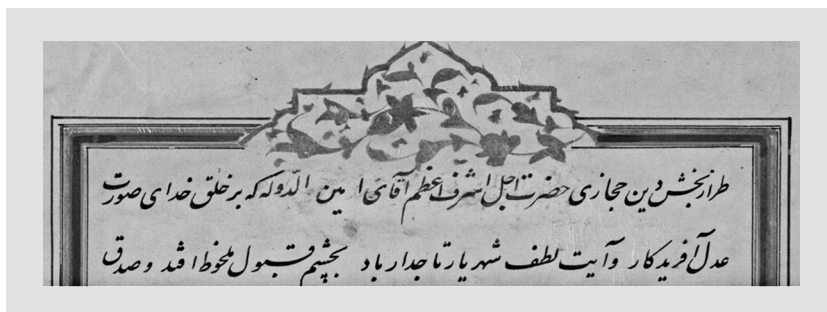 طرازبخش دین حجازی حضرت اجل اشرف اعظم آقای امین الدوله که بر خلق خدای صورت
عدل آفریدکار و آیت لطف شهریار تاجدار باد بچشم قبول ملحوظ افتد و صدق